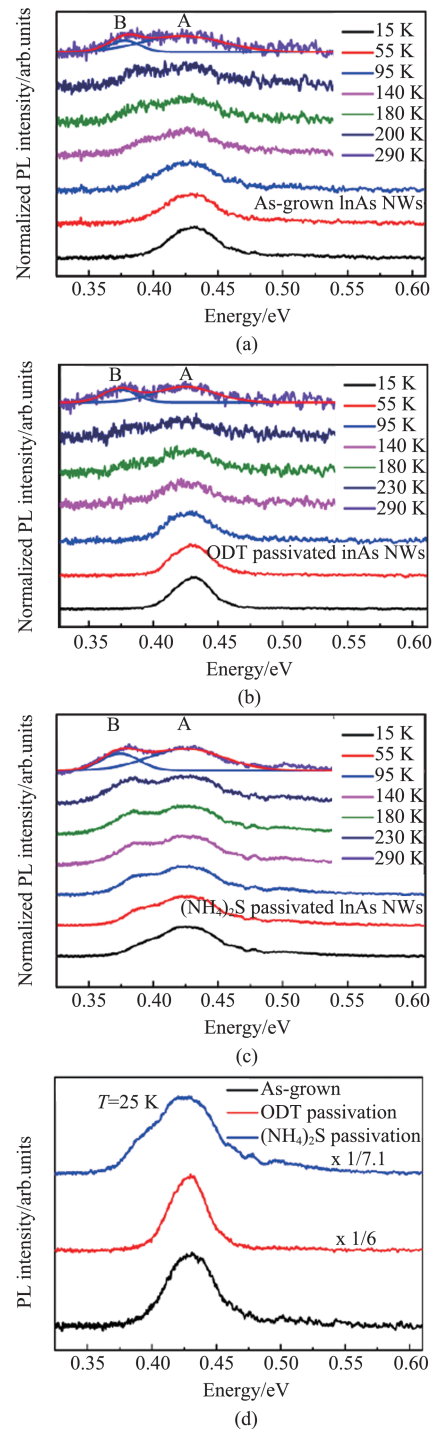 B A
15 K
55 K
95 K
140 K
180 K
200 K
290 K
As-grown lnAs NWs
Normalized PL intensity/arb.units
0.35 0.40 0.45 0.50 0.55 0.60
Energy/eV
(a)
B A
15 K
55 K
95 K
140 K
180 K
230 K
290 K
ODT passivated inAs NWs
Normalized PL intensity/arb.units
0.35 0.40 0.45 0.50 0.55 0.60
Energy/eV
(b)
B A
15 K
55 K
95 K
140 K
180 K
230 K
290 K
(NH₄)₂S passivated lnAs NWs
Normalized PL intensity/arb.units
0.35 0.40 0.45 0.50 0.55 0.60
Energy/eV
(c)
T=25 K
As-grown
ODT passivation
(NH₄)₂S passivation
x 1/7.1
x 1/6
PL intensity/arb.units
0.35 0.40 0.45 0.50 0.55 0.60
Energy/eV
(d)